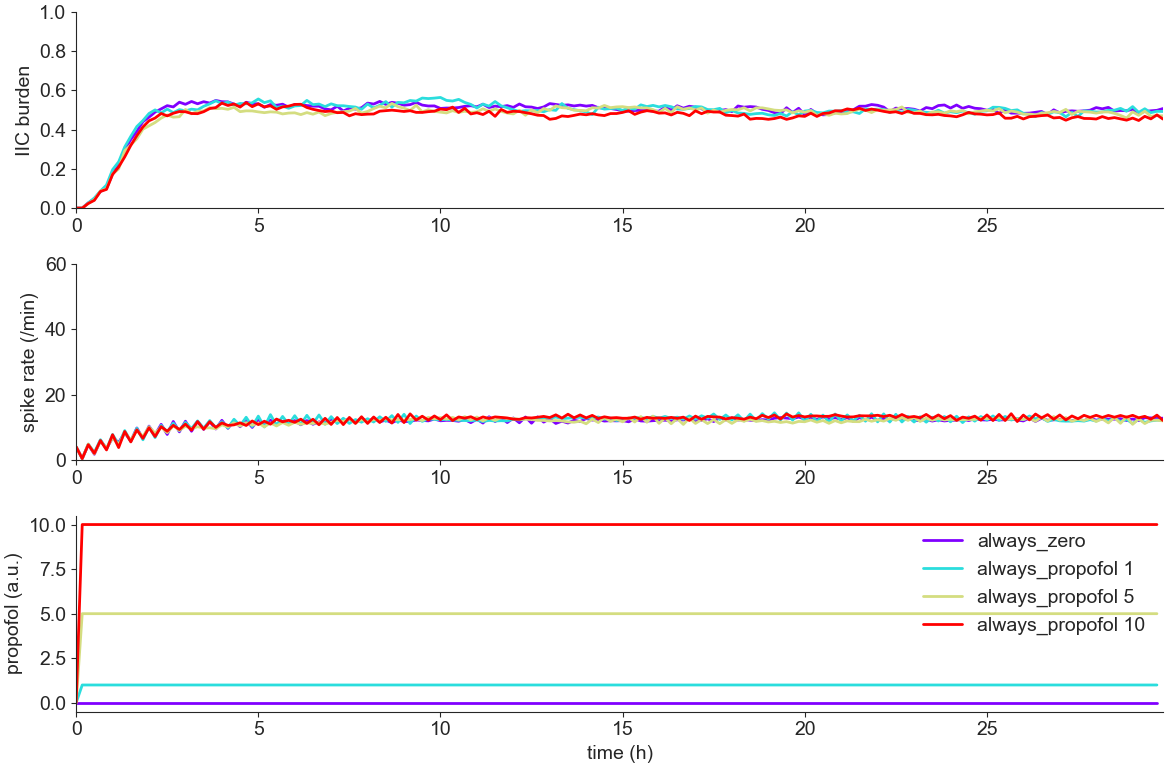 1.0
0.8
0.6
0.4
0.2
0.0
IIC burden
0 5 10 15 20 25
60
40
20
0
spike rate (/min)
0 5 10 15 20 25
10.0
7.5
5.0
2.5
0.0
propofol (a.u.)
always_zero
always_propofol 1
always_propofol 5
always_propofol 10
0 5 10 15 20 25
time (h)